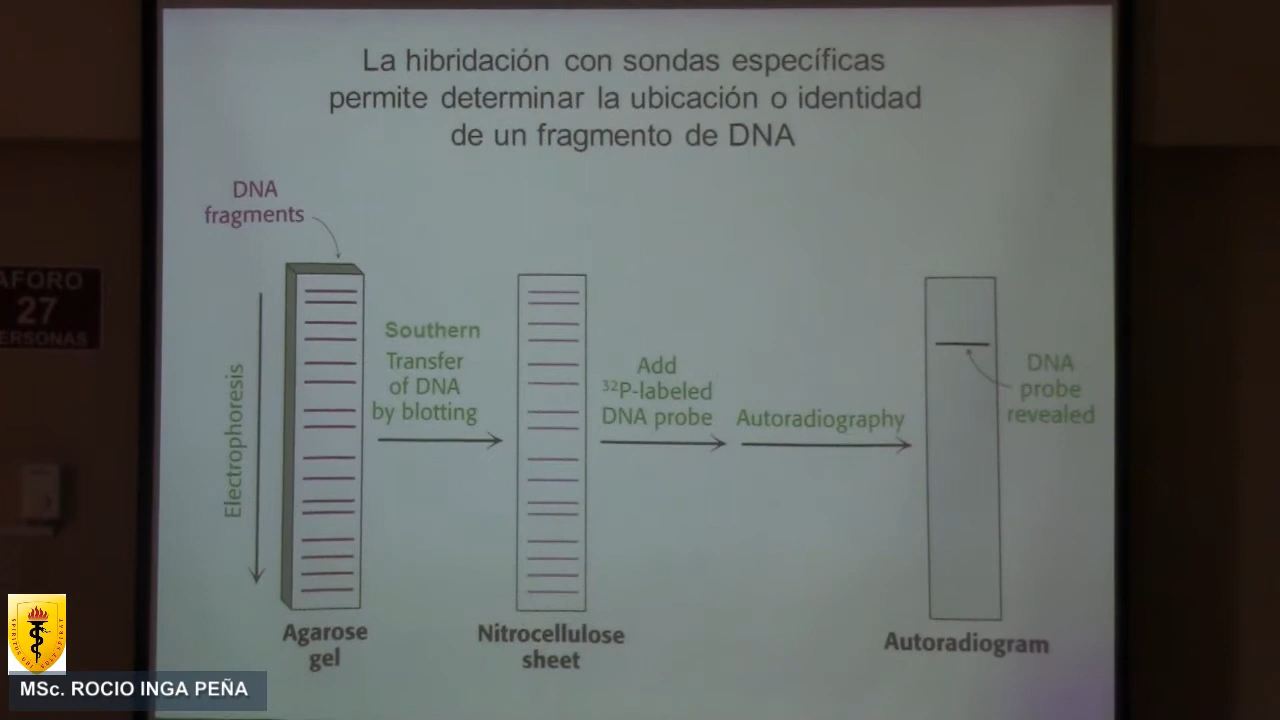 La hibridación con sondas específicas
permite determinar la ubicación o identidad
de un fragmento de DNA
DNA
fragments
Electrophoresis
Southern
Transfer
of DNA
by blotting
Add
³²P-labeled
DNA probe
Autoradiography
DNA
probe
revealed
Agarose
gel
Nitrocellulose
sheet
Autoradiogram
AFORO
27
ERSONAS
MSc. ROCIO INGA PEÑA